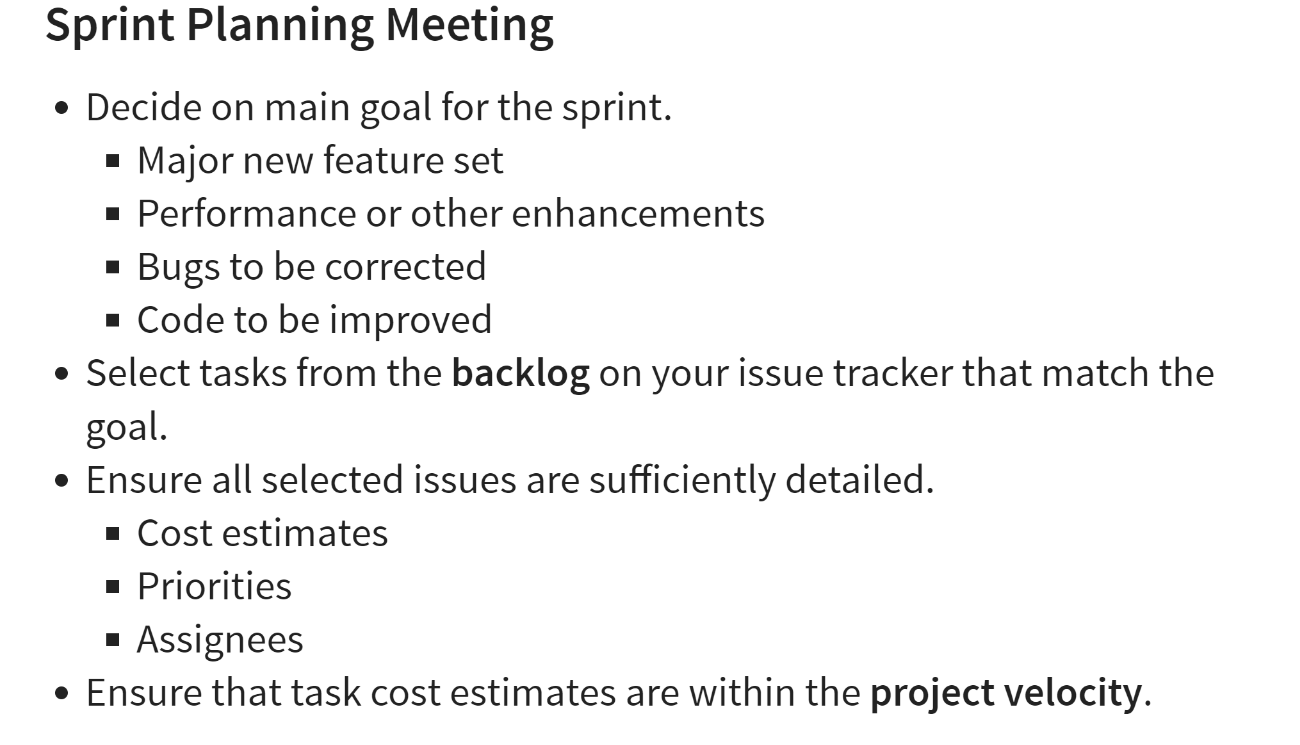 Sprint Planning Meeting
• Decide on main goal for the sprint.
▪ Major new feature set
▪ Performance or other enhancements
▪ Bugs to be corrected
▪ Code to be improved
• Select tasks from the backlog on your issue tracker that match the
goal.
• Ensure all selected issues are sufficiently detailed.
▪ Cost estimates
▪ Priorities
▪ Assignees
• Ensure that task cost estimates are within the project velocity.